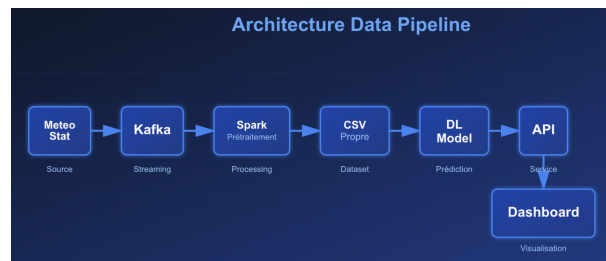 Architecture Data Pipeline
Meteo
Stat
Kafka
Spark
Prétraitement
CSV
Propre
DL
Model
API
Source
Streaming
Processing
Dataset
Prédiction
Service
Dashboard
Visualisation